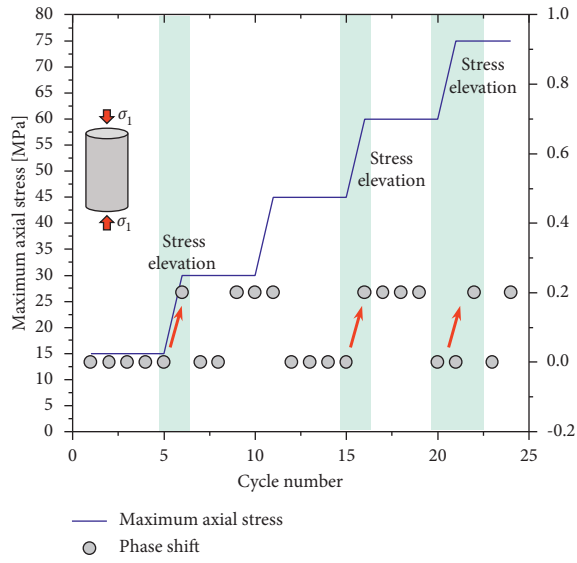 Maximum axial stress [MPa]
80
75
70
65
60
55
50
45
40
35
30
25
20
15
10
5
0
1.0
0.8
0.6
0.4
0.2
0.0
-0.2
σ1
σ1
Stress
elevation
Stress
elevation
Stress
elevation
0 5 10 15 20 25
Cycle number
Maximum axial stress
Phase shift